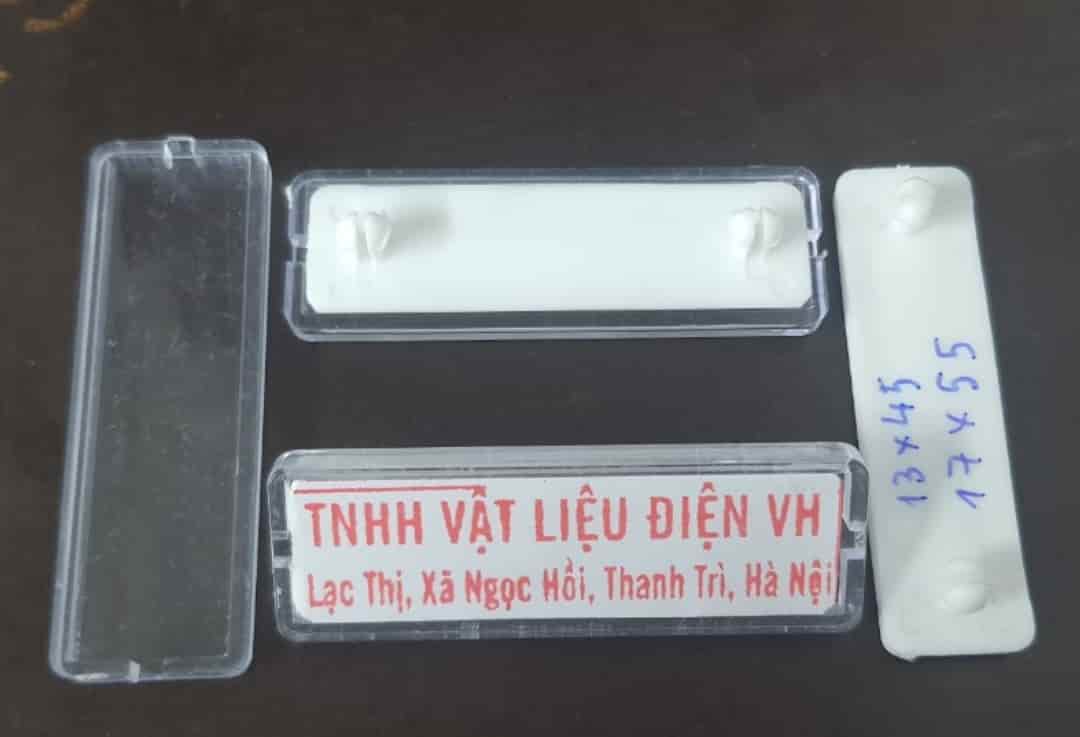 TNHH VẬT LIỆU ĐIỆN VH
Lạc Thị, Xã Ngọc Hồi, Thanh Trì, Hà Nội
13 x 45
17 x 55